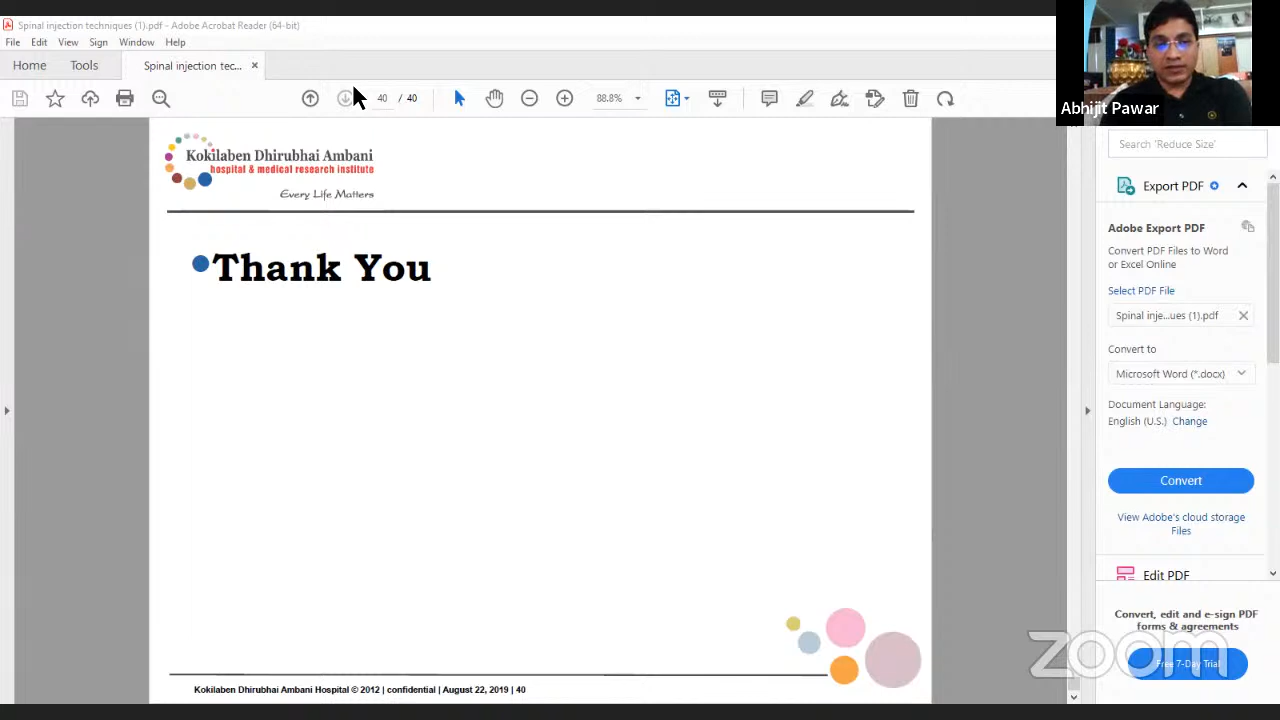 Spinal injection techniques (1).pdf - Adobe Acrobat Reader (64-bit)
File Edit View Sign Window Help
Home Tools Spinal injection tec... ×
40 / 40 88.8%
Abhijit Pawar
Kokilaben Dhirubhai Ambani
hospital & medical research institute
Every Life Matters
Thank You
Kokilaben Dhirubhai Ambani Hospital © 2012 | confidential | August 22, 2019 | 40
Search 'Reduce Size'
Export PDF
Adobe Export PDF
Convert PDF Files to Word
or Excel Online
Select PDF File
Spinal inje...ues (1).pdf
Convert to
Microsoft Word (*.docx)
Document Language:
English (U.S.) Change
Convert
View Adobe's cloud storage
Files
Edit PDF
Convert, edit and e-sign PDF
forms & agreements
Free 7-Day Trial
zoom